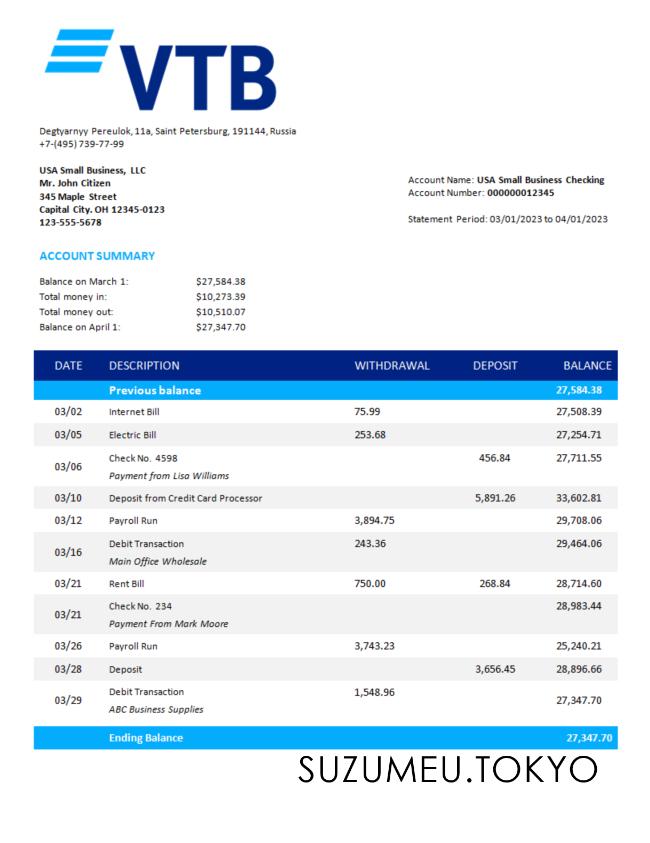 VTB
Degtyarnyy Pereulok, 11a, Saint Petersburg, 191144, Russia
+7-(495) 739-77-99
USA Small Business, LLC
Mr. John Citizen
345 Maple Street
Capital City. OH 12345-0123
123-555-5678
Account Name: USA Small Business Checking
Account Number: 000000012345
Statement Period: 03/01/2023 to 04/01/2023
ACCOUNT SUMMARY
Balance on March 1: $27,584.38
Total money in: $10,273.39
Total money out: $10,510.07
Balance on April 1: $27,347.70
DATE DESCRIPTION WITHDRAWAL DEPOSIT BALANCE
Previous balance 27,584.38
03/02 Internet Bill 75.99 27,508.39
03/05 Electric Bill 253.68 27,254.71
03/06 Check No. 4598 456.84 27,711.55
Payment from Lisa Williams
03/10 Deposit from Credit Card Processor 5,891.26 33,602.81
03/12 Payroll Run 3,894.75 29,708.06
03/16 Debit Transaction 243.36 29,464.06
Main Office Wholesale
03/21 Rent Bill 750.00 268.84 28,714.60
03/21 Check No. 234 28,983.44
Payment From Mark Moore
03/26 Payroll Run 3,743.23 25,240.21
03/28 Deposit 3,656.45 28,896.66
03/29 Debit Transaction 1,548.96 27,347.70
ABC Business Supplies
Ending Balance 27,347.70
SUZUMEU.TOKYO